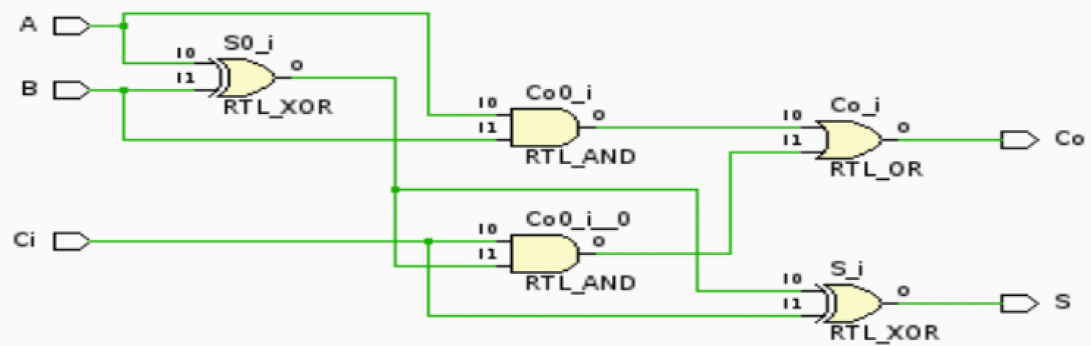 A
S0_i
I0
I1
O
B
RTL_XOR
Co0_i
I0
I1
O
RTL_AND
Co_i
I0
I1
O
Co
RTL_OR
Ci
Co0_i__0
I0
I1
O
RTL_AND
S_i
I0
I1
O
S
RTL_XOR